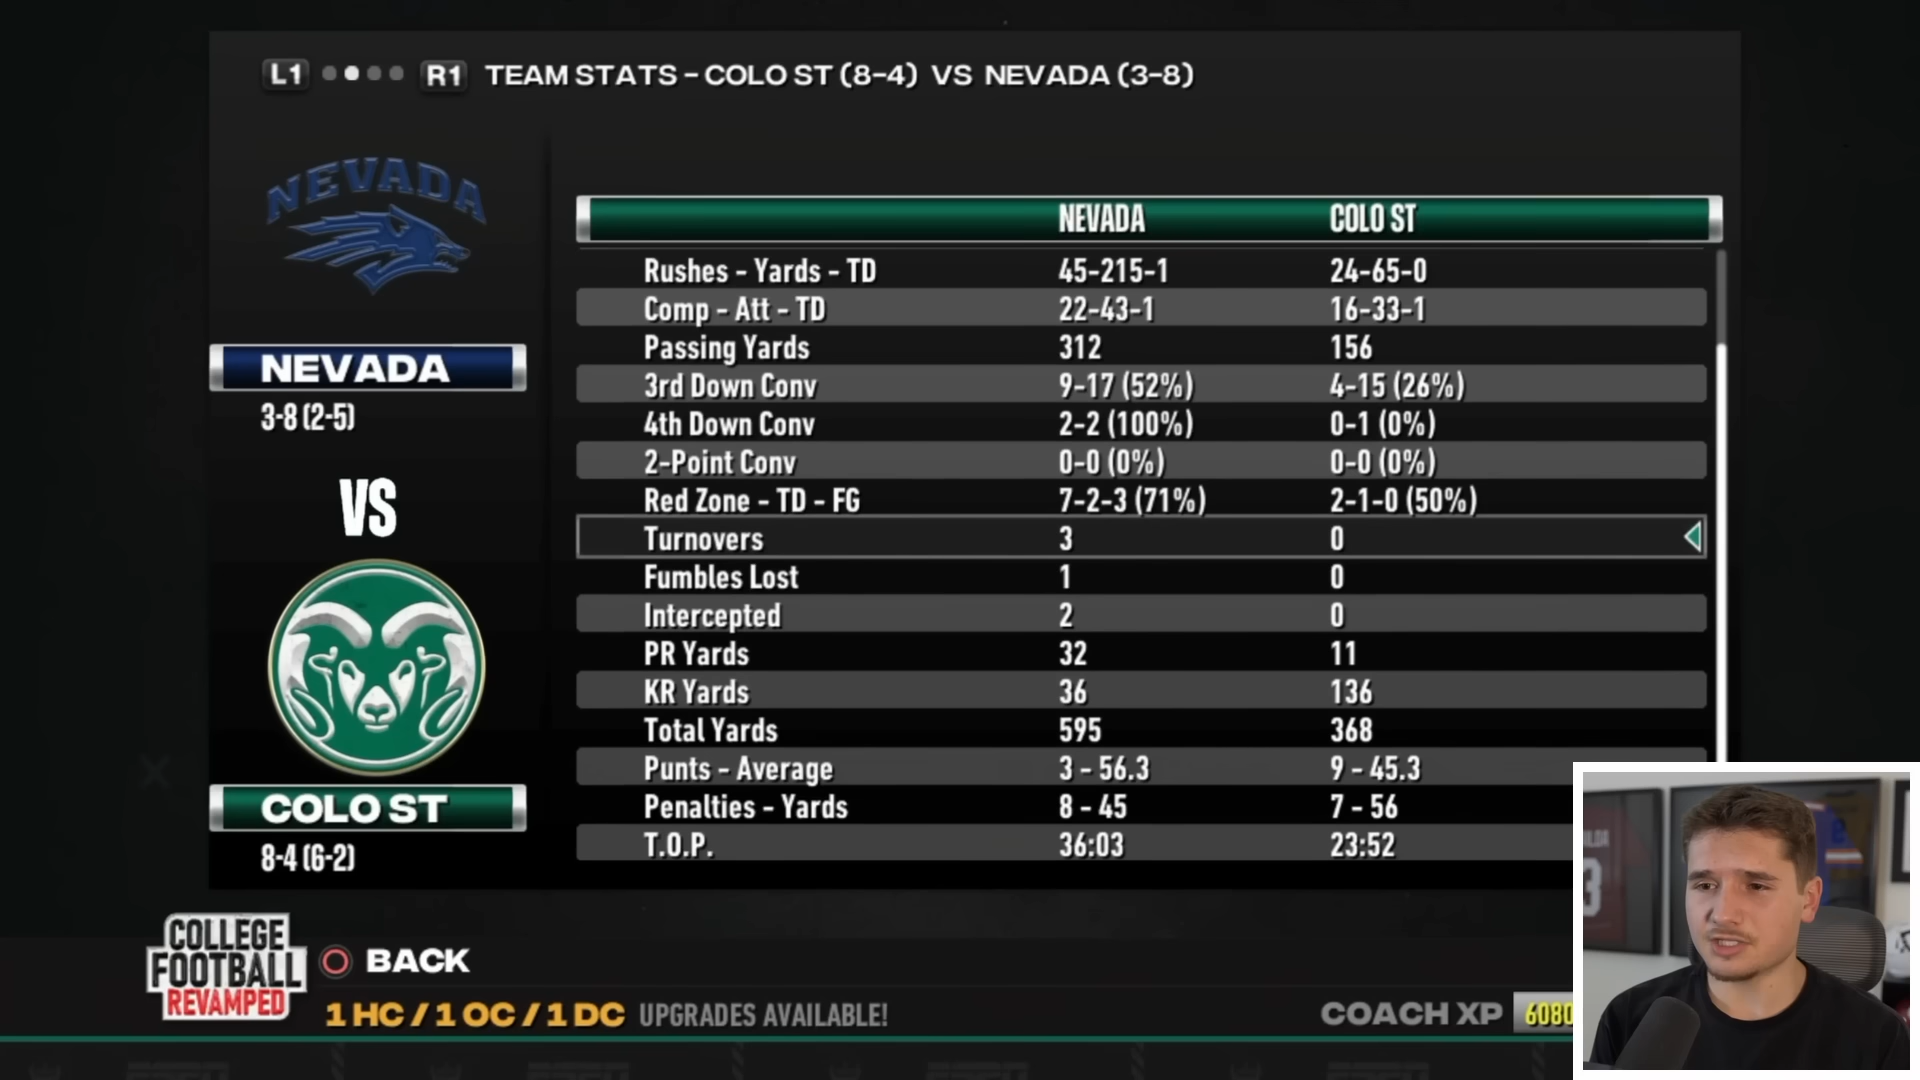 L1 R1 TEAM STATS - COLO ST (8-4) VS NEVADA (3-8)
NEVADA
NEVADA COLO ST
Rushes - Yards - TD 45-215-1 24-65-0
Comp - Att - TD 22-43-1 16-33-1
Passing Yards 312 156
3rd Down Conv 9-17 (52%) 4-15 (26%)
4th Down Conv 2-2 (100%) 0-1 (0%)
2-Point Conv 0-0 (0%) 0-0 (0%)
Red Zone - TD - FG 7-2-3 (71%) 2-1-0 (50%)
Turnovers 3 0
Fumbles Lost 1 0
Intercepted 2 0
PR Yards 32 11
KR Yards 36 136
Total Yards 595 368
Punts - Average 3 - 56.3 9 - 45.3
Penalties - Yards 8 - 45 7 - 56
T.O.P. 36:03 23:52
NEVADA
3-8 (2-5)
VS
COLO ST
8-4 (6-2)
COLLEGE
FOOTBALL
REVAMPED
BACK
1 HC / 1 OC / 1 DC UPGRADES AVAILABLE!
COACH XP 6080
3